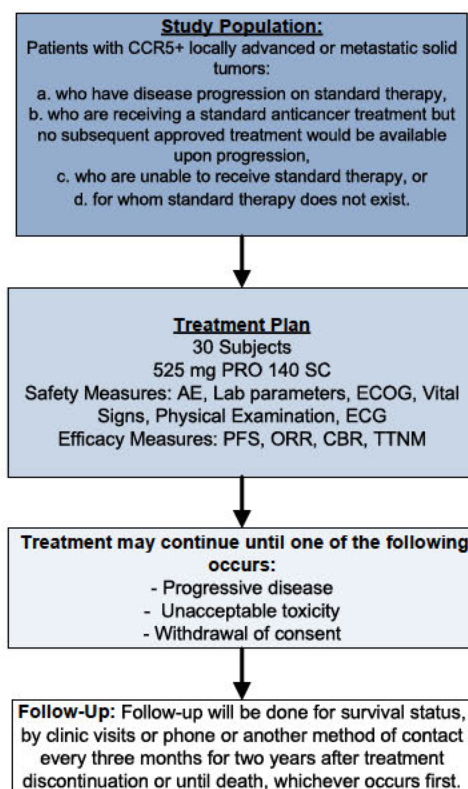 Study Population:
Patients with CCR5+ locally advanced or metastatic solid
tumors:
a. who have disease progression on standard therapy,
b. who are receiving a standard anticancer treatment but
no subsequent approved treatment would be available
upon progression,
c. who are unable to receive standard therapy, or
d. for whom standard therapy does not exist.
Treatment Plan
30 Subjects
525 mg PRO 140 SC
Safety Measures: AE, Lab parameters, ECOG, Vital
Signs, Physical Examination, ECG
Efficacy Measures: PFS, ORR, CBR, TTNM
Treatment may continue until one of the following
occurs:
- Progressive disease
- Unacceptable toxicity
- Withdrawal of consent
Follow-Up: Follow-up will be done for survival status,
by clinic visits or phone or another method of contact
every three months for two years after treatment
discontinuation or until death, whichever occurs first.